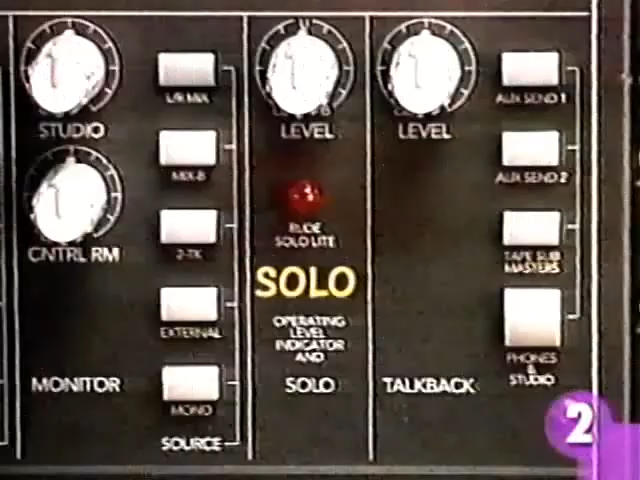 STUDIO
CNTRL RM
MONITOR
L/R MIX
MIX-B
2-TK
EXTERNAL
MONO
SOURCE
LEVEL
RUDE
SOLO LITE
SOLO
OPERATING
LEVEL
INDICATOR
AND
SOLO
LEVEL
TALKBACK
AUX SEND 1
AUX SEND 2
TAPE SUB
MASTERS
PHONES
&
STUDIO
2